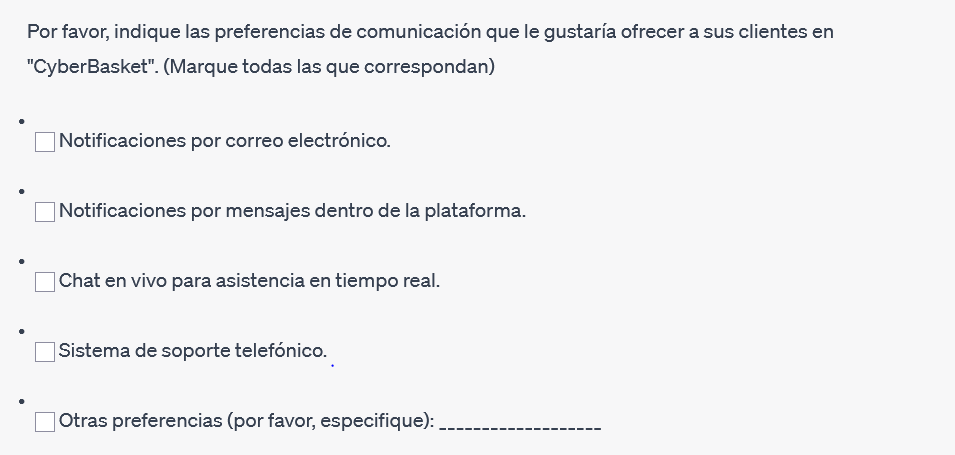 Por favor, indique las preferencias de comunicación que le gustaría ofrecer a sus clientes en
"CyberBasket". (Marque todas las que correspondan)
Notificaciones por correo electrónico.
Notificaciones por mensajes dentro de la plataforma.
Chat en vivo para asistencia en tiempo real.
Sistema de soporte telefónico.
Otras preferencias (por favor, especifique): ___________________